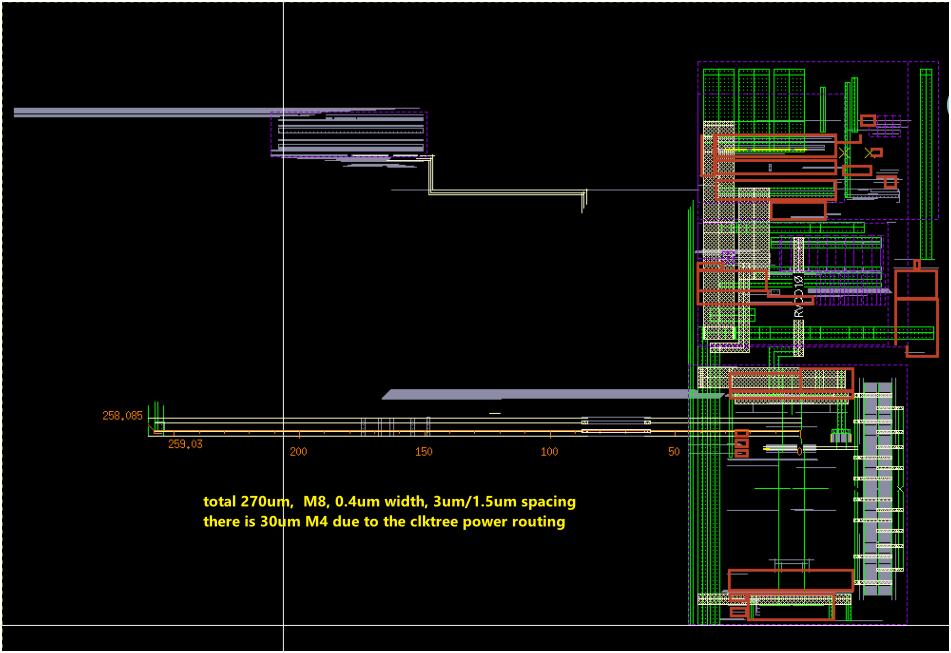 258.085
259.03
200 150 100 50 0
total 270um, M8, 0.4um width, 3um/1.5um spacing
there is 30um M4 due to the clktree power routing